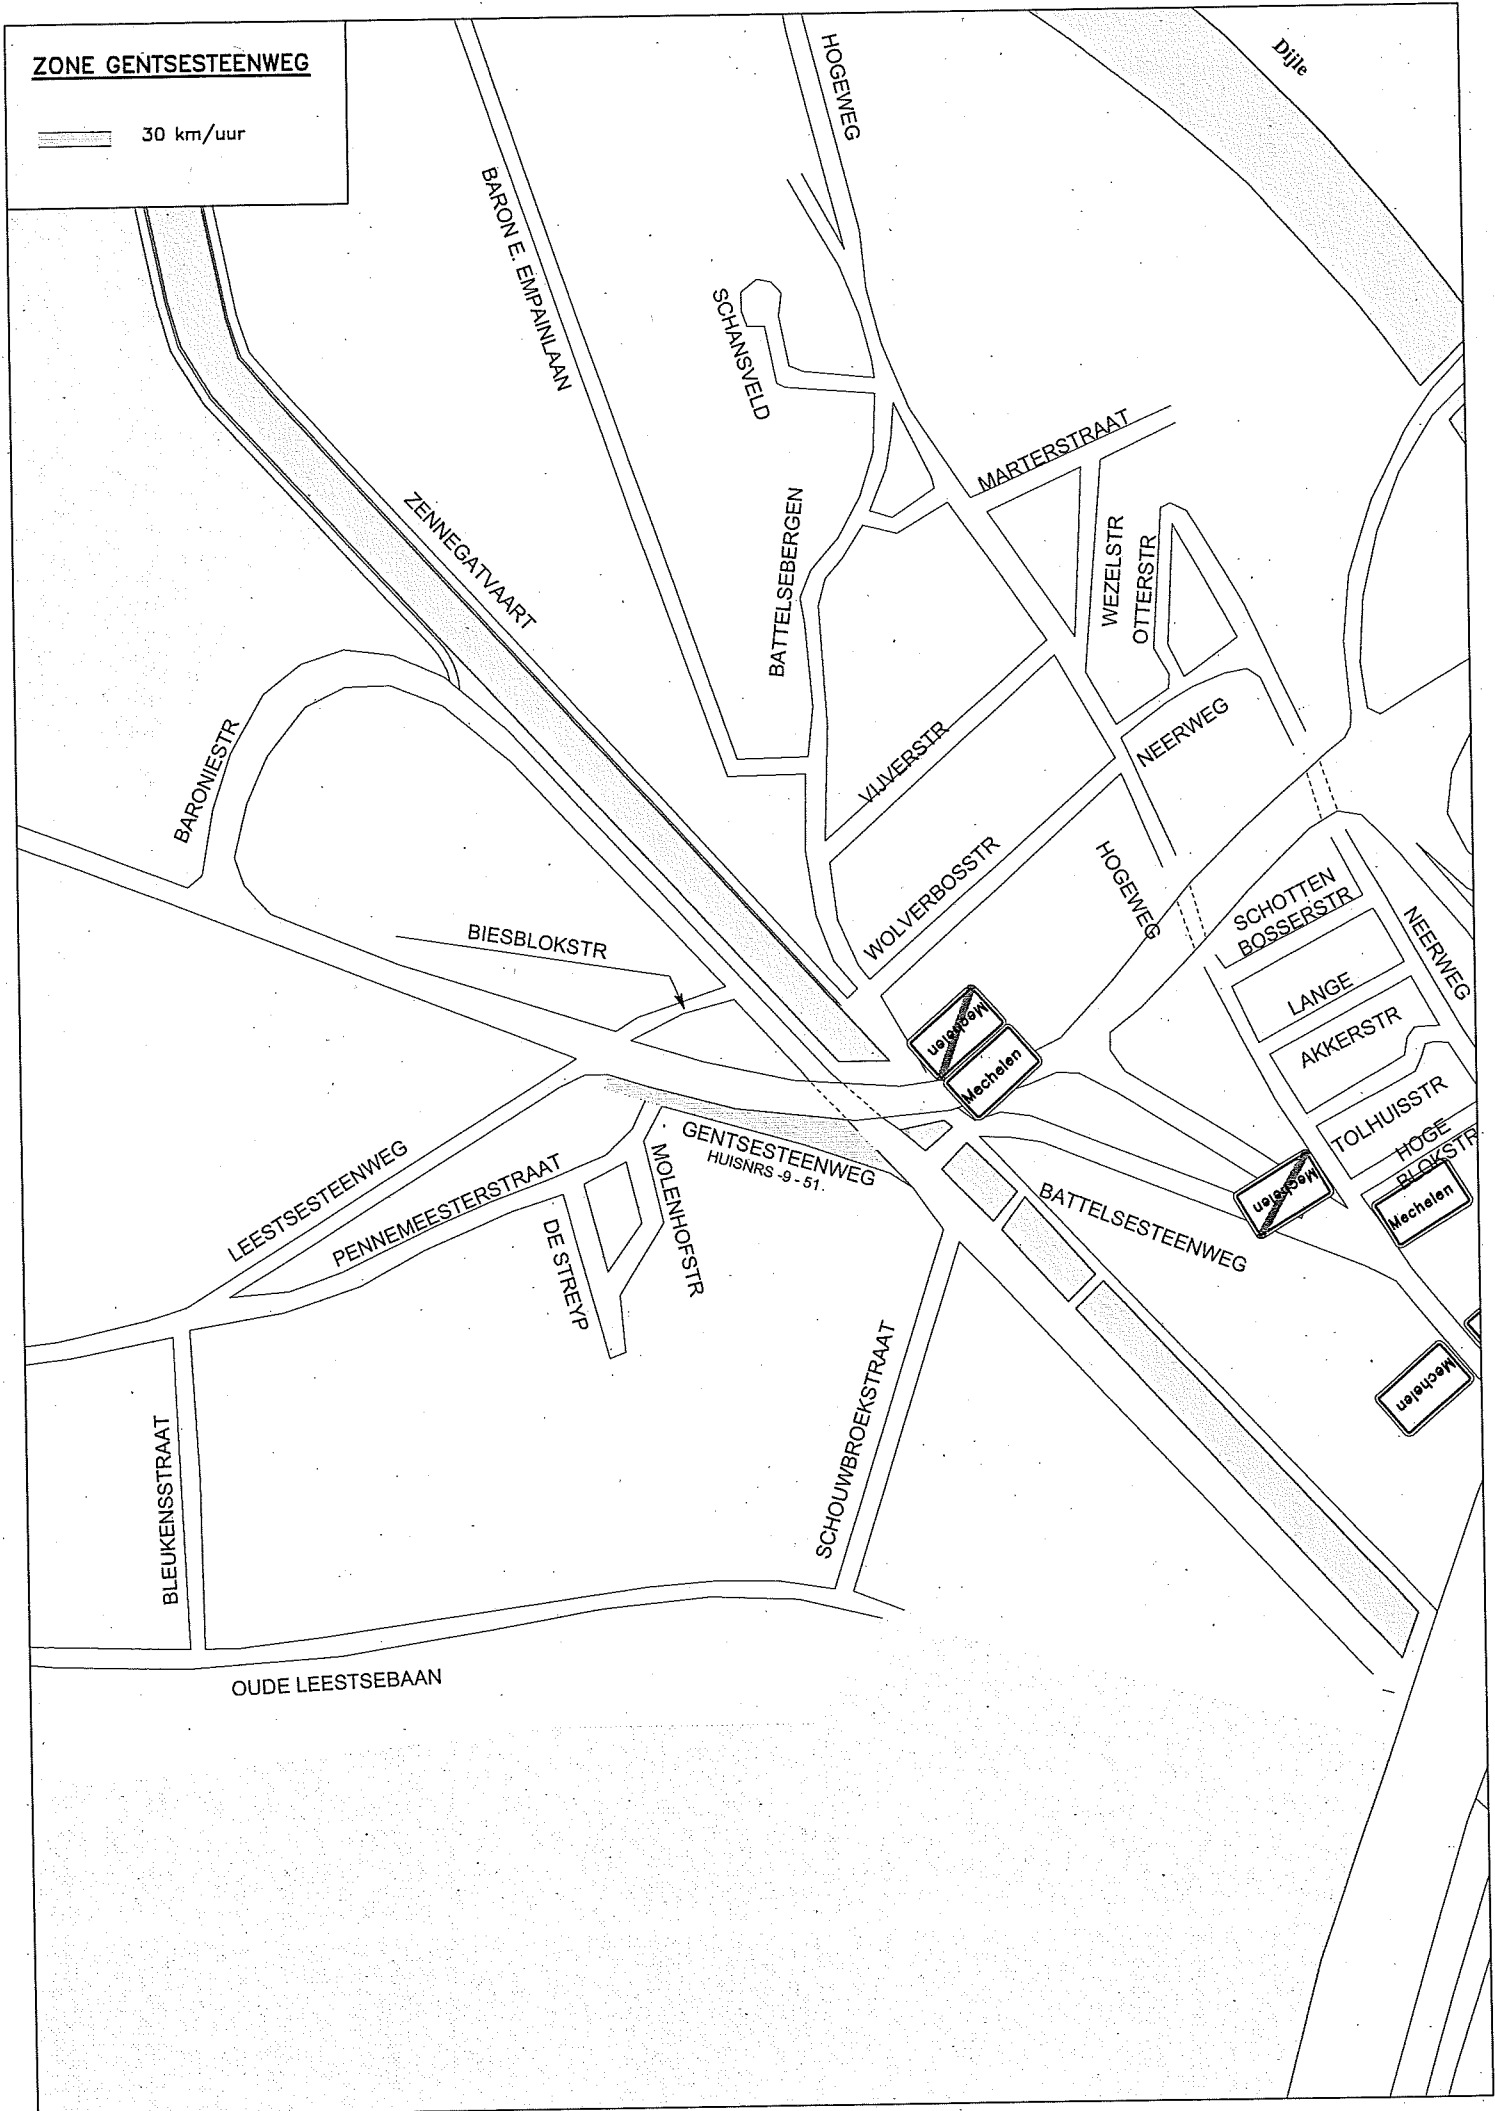 ZONE GENTSESTEENWEG
30 km/uur
Dijle
HOGEWEG
BARON E. EMPAINLAAN
SCHANSVELD
MARTERSTRAAT
ZENNEGATVAART
BATTELSEBERGEN
WEZELSTR
OTTERSTR
BARONIESTR
VIJVERSTR
NEERWEG
WOLVERBOSSTR
HOGEWEG
SCHOTTEN
BOSSERSTR
NEERWEG
BIESBLOKSTR
LANGE
AKKERSTR
Mechelen
Mechelen
TOLHUISSTR
HOGE
BLOKSTR
GENTSESTEENWEG
HUISNRS -9 - 51.
LEESTSESTEENWEG
PENNEMEESTERSTRAAT
MOLENHOFSTR
DE STREYP
BATTELSESTEENWEG
Mechelen
Mechelen
Mechelen
SCHOUWBROEKSTRAAT
BLEUKENSSTRAAT
OUDE LEESTSEBAAN